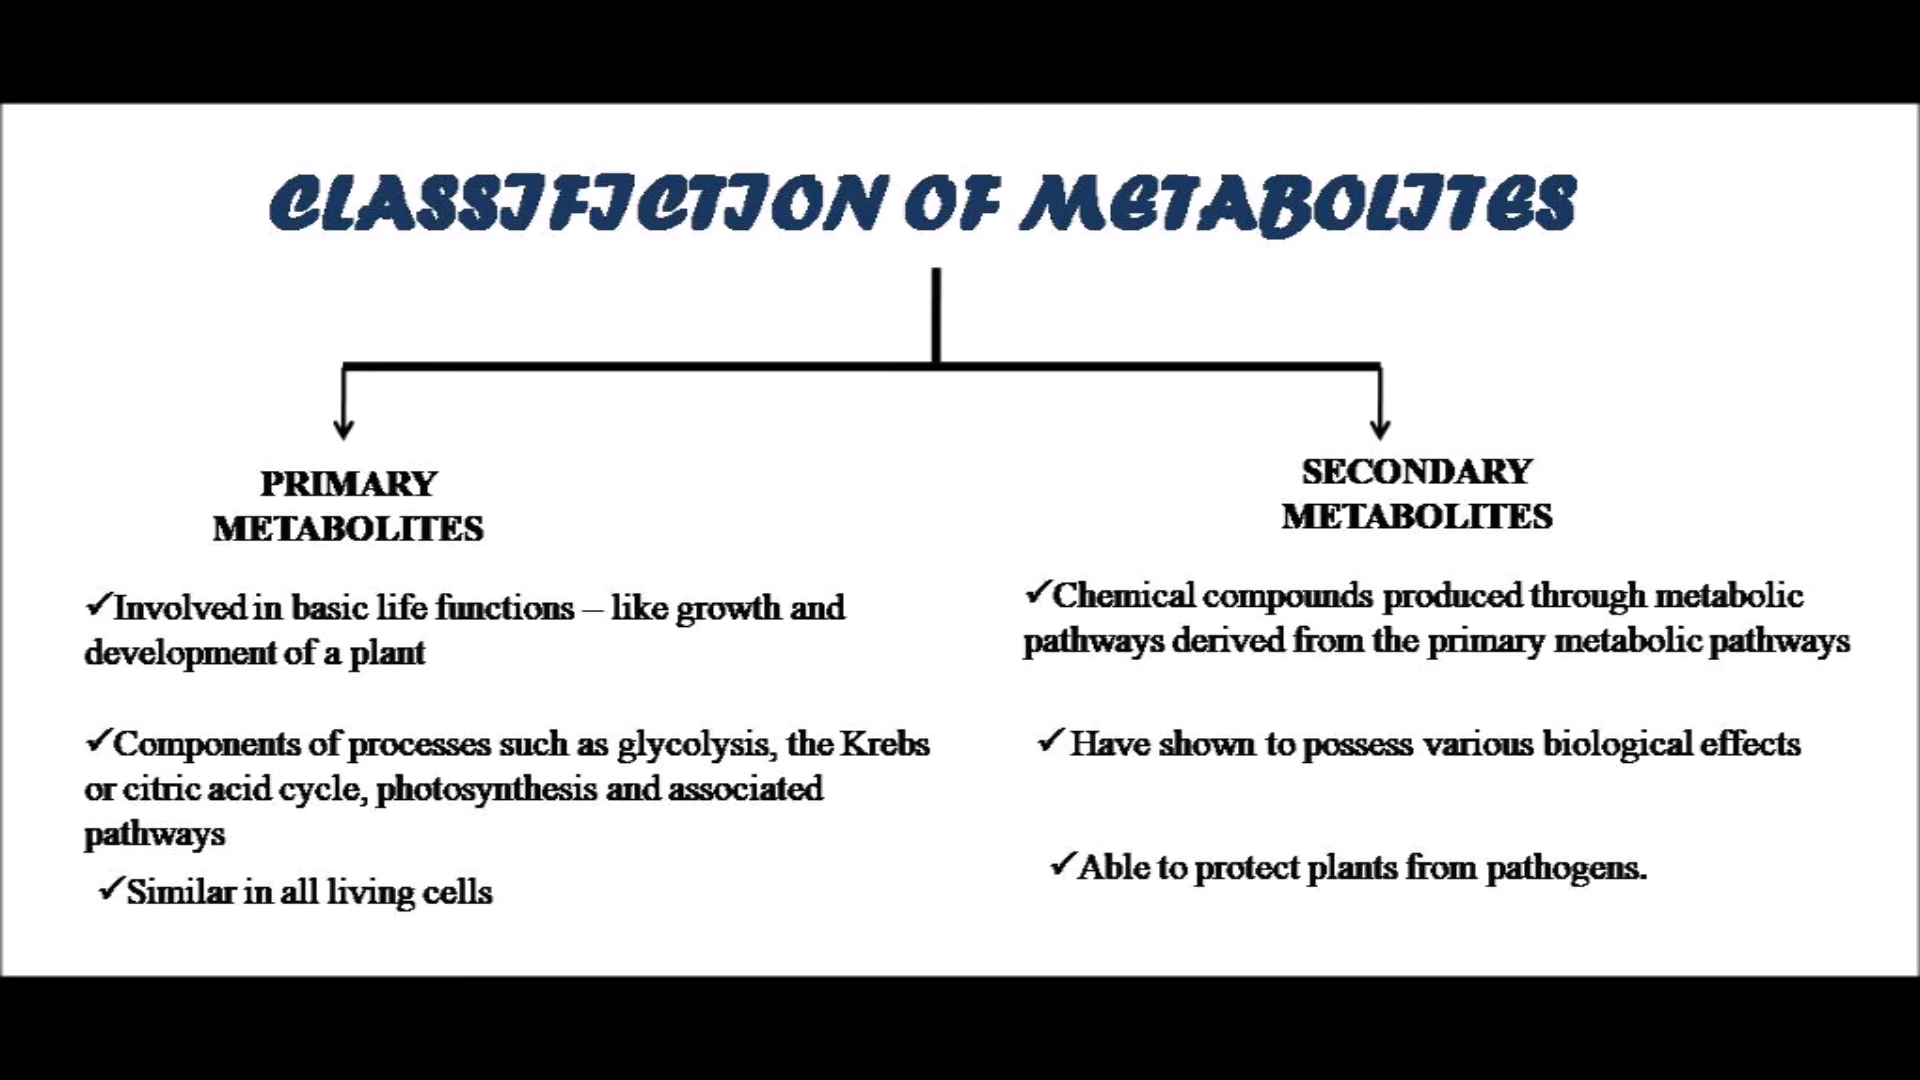 CLASSIFICTION OF METABOLITES
PRIMARY
METABOLITES
✓Involved in basic life functions – like growth and
development of a plant
✓Components of processes such as glycolysis, the Krebs
or citric acid cycle, photosynthesis and associated
pathways
✓Similar in all living cells
SECONDARY
METABOLITES
✓Chemical compounds produced through metabolic
pathways derived from the primary metabolic pathways
✓Have shown to possess various biological effects
✓Able to protect plants from pathogens.